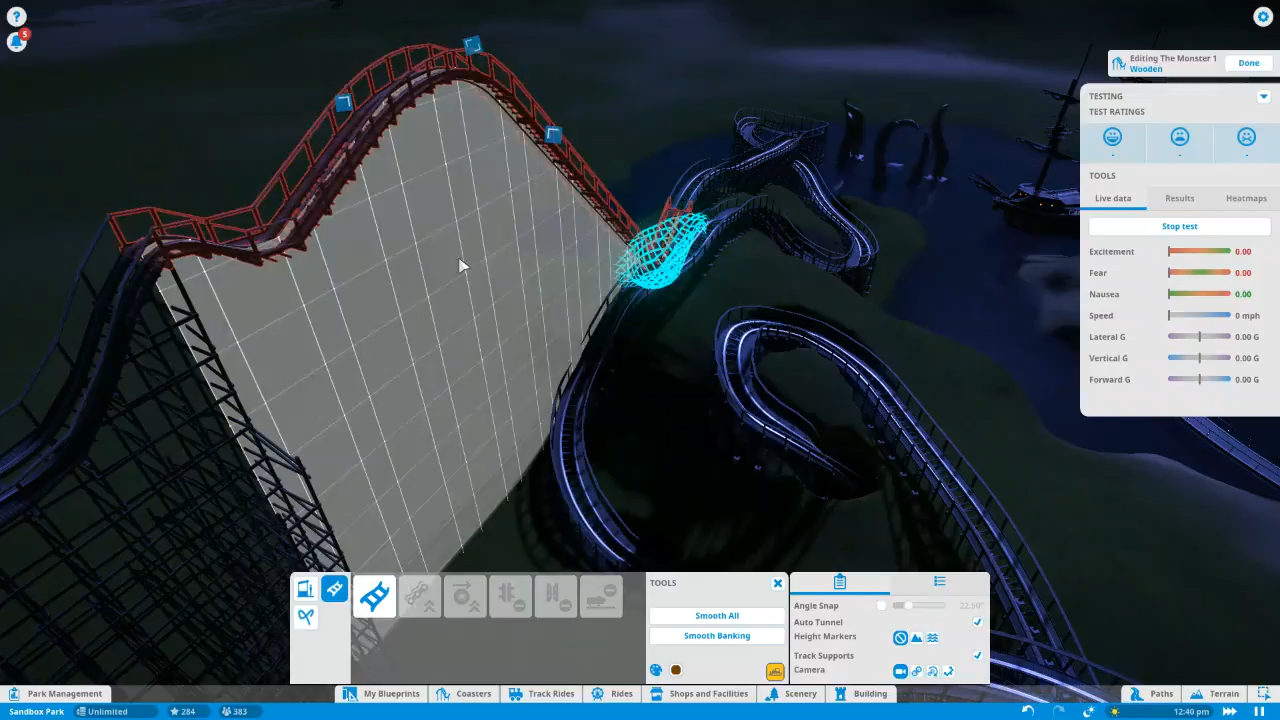 ?
5
Editing The Monster 1
Wooden
Done
TESTING
TEST RATINGS
- - -
TOOLS
Live data Results Heatmaps
Stop test
Excitement 0.00
Fear 0.00
Nausea 0.00
Speed 0 mph
Lateral G 0.00 G
Vertical G 0.00 G
Forward G 0.00 G
TOOLS
Smooth All
Smooth Banking
Angle Snap 22.50°
Auto Tunnel
Height Markers
Track Supports
Camera
Park Management My Blueprints Coasters Track Rides Rides Shops and Facilities Scenery Building Paths Terrain
Sandbox Park Unlimited 284 383 12:40 pm